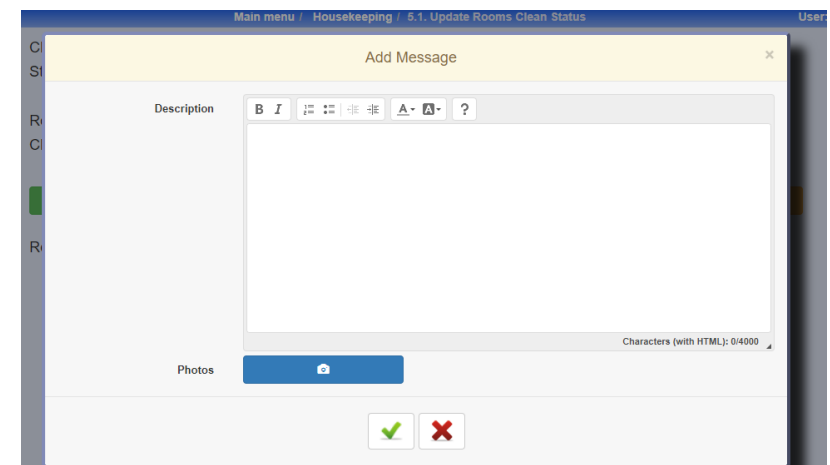 Main menu / Housekeeping / 5.1. Update Rooms Clean Status User:
Add Message ×
Description B I A A ?
Characters (with HTML): 0/4000
Photos